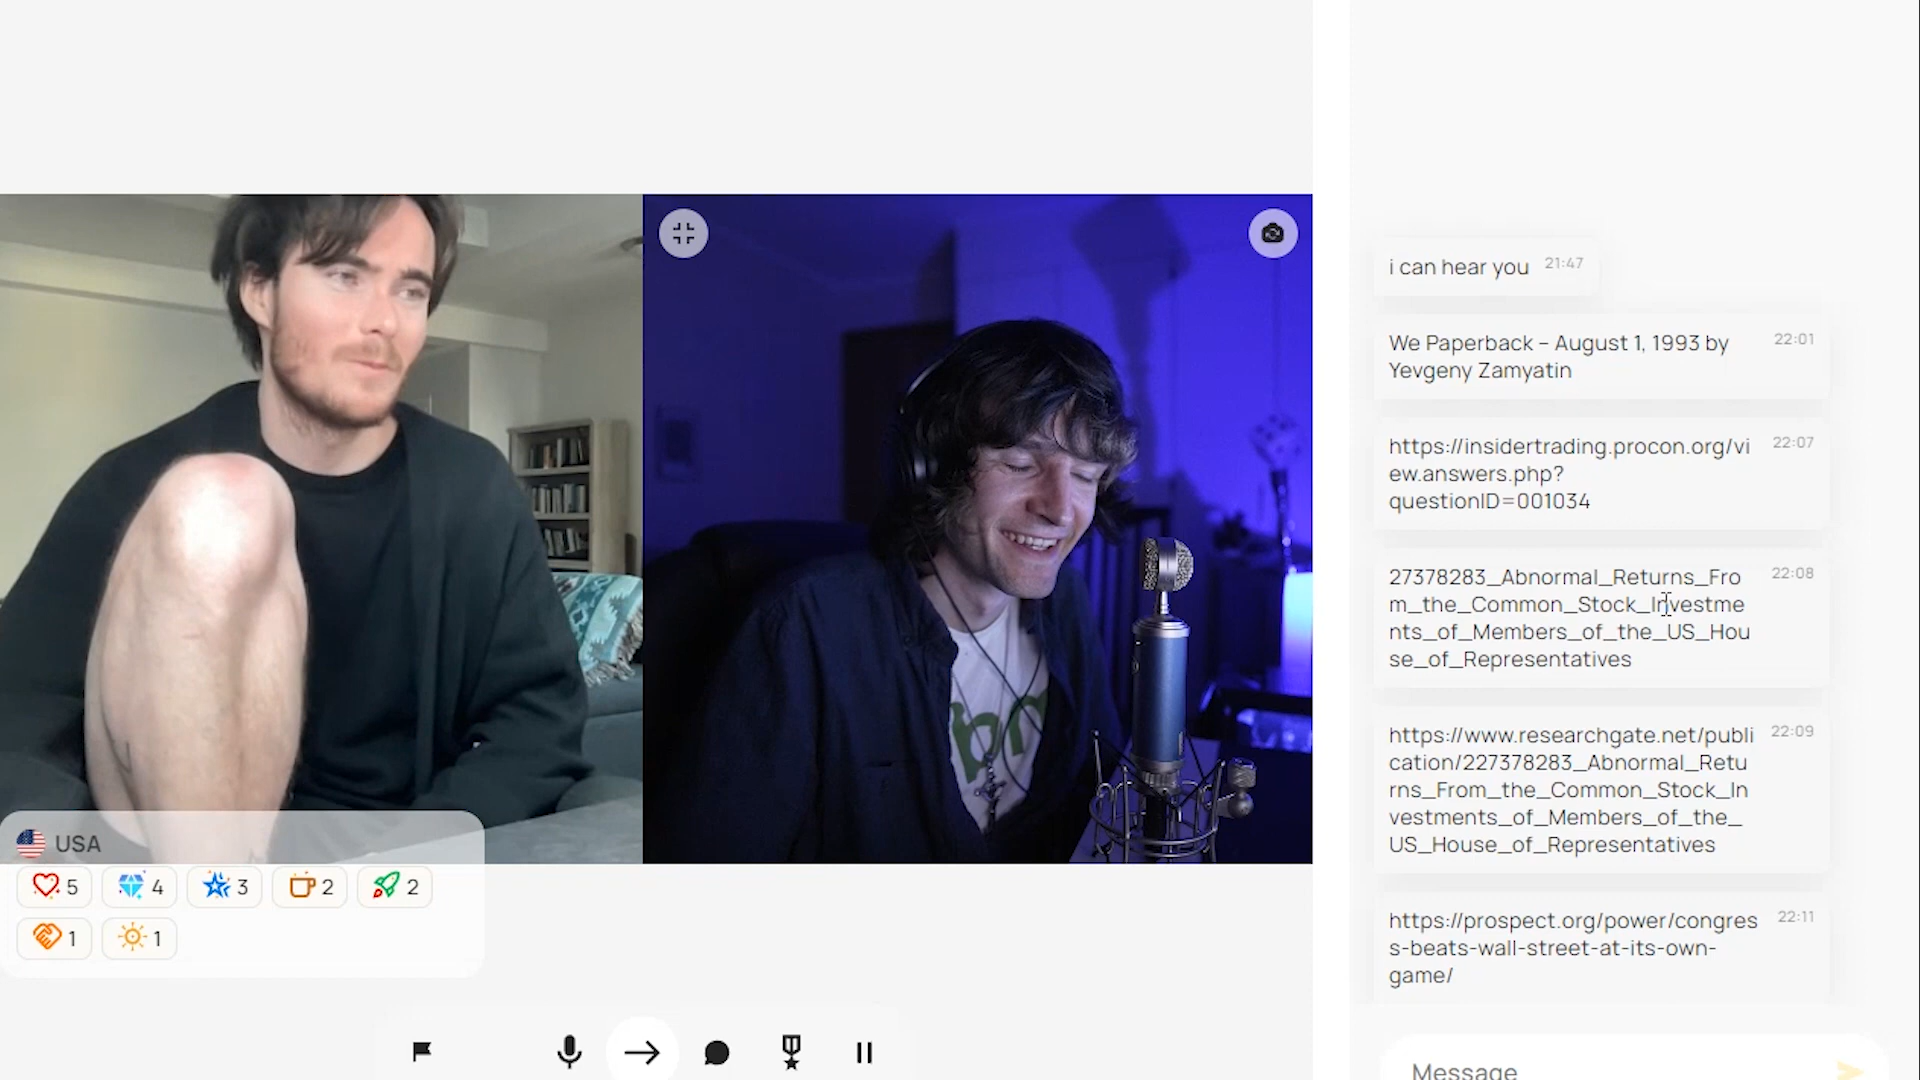 i can hear you 21:47
We Paperback – August 1, 1993 by 22:01
Yevgeny Zamyatin
https://insidertrading.procon.org/vi 22:07
ew.answers.php?
questionID=001034
27378283_Abnormal_Returns_Fro 22:08
m_the_Common_Stock_Investme
nts_of_Members_of_the_US_Hou
se_of_Representatives
https://www.researchgate.net/publi 22:09
cation/227378283_Abnormal_Retu
rns_From_the_Common_Stock_In
vestments_of_Members_of_the_
US_House_of_Representatives
https://prospect.org/power/congres 22:11
s-beats-wall-street-at-its-own-
game/
USA
5 4 3 2 2
1 1
Message